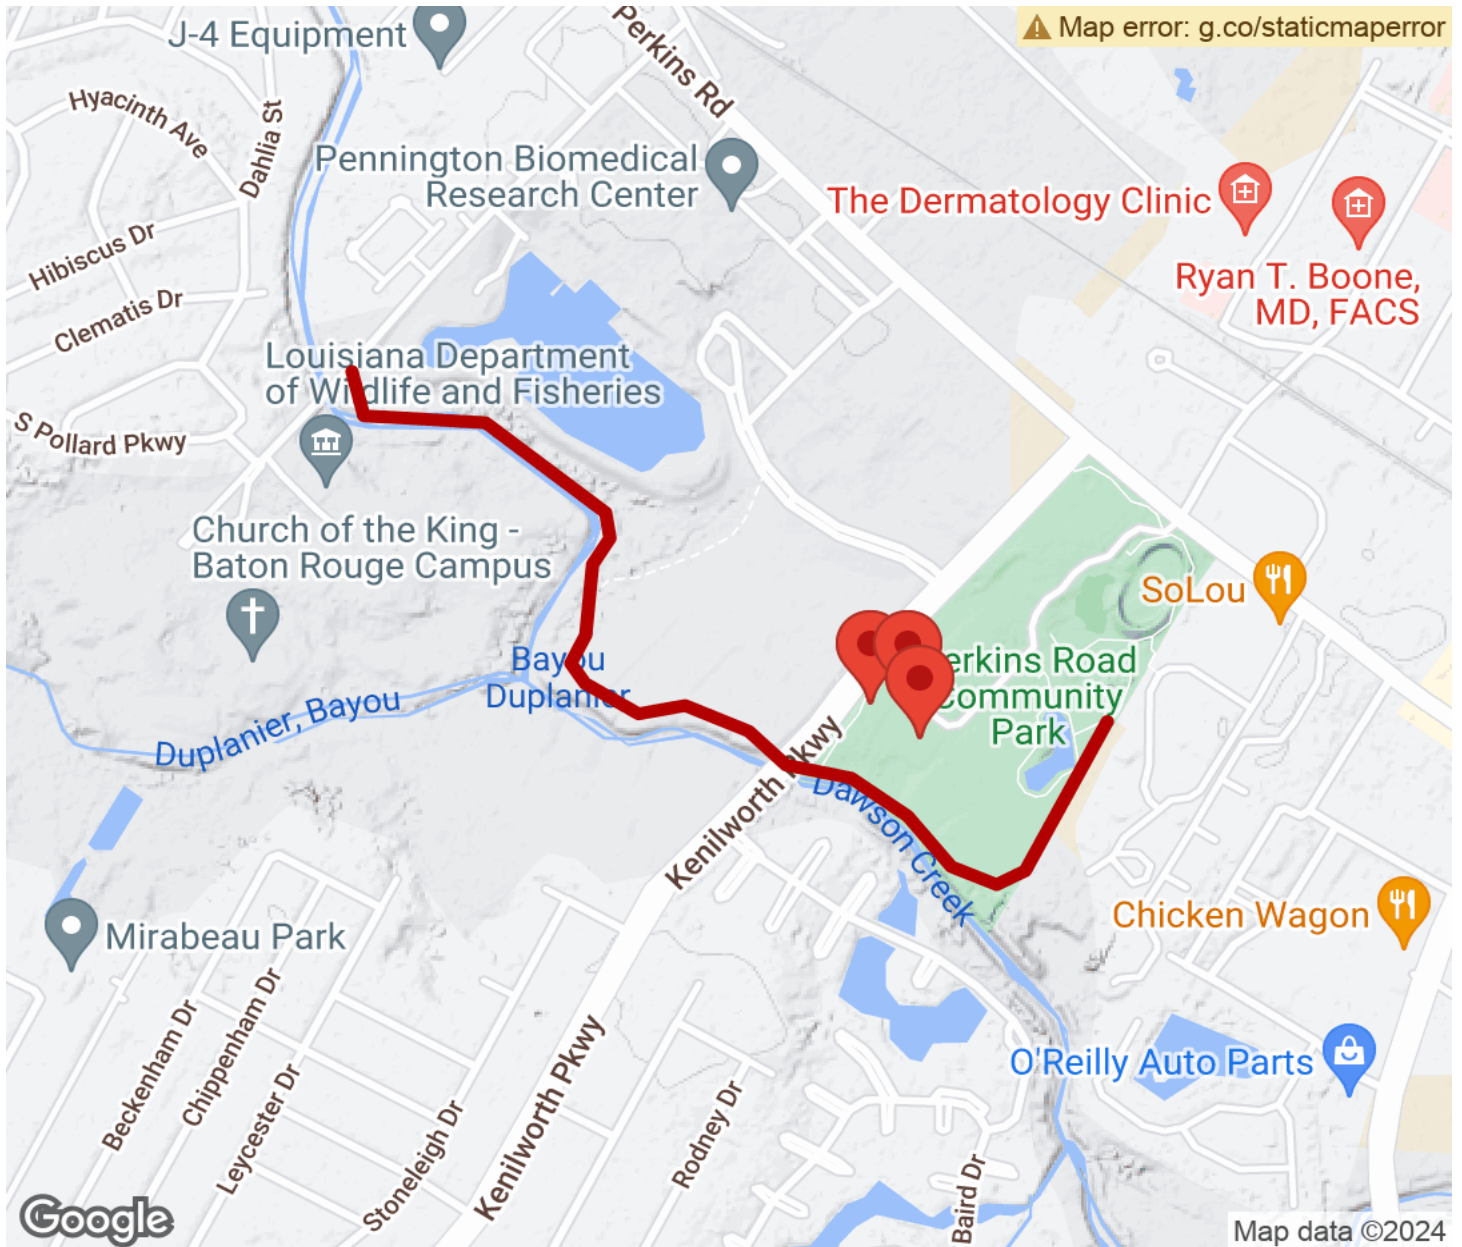 J-4 Equipment
Map error: g.co/staticmaperror
Perkins Rd
Hyacinth Ave
Dahlia St
Pennington Biomedical
Research Center
The Dermatology Clinic
Ryan T. Boone,
MD, FACS
Hibiscus Dr
Clematis Dr
Louisiana Department
of Wildlife and Fisheries
S Pollard Pkwy
Church of the King -
Baton Rouge Campus
SoLou
Bayou
Duplanier
erkins Road
Community
Park
Duplanier, Bayou
Kenilworth Pkwy
Dawson Creek
Mirabeau Park
Chicken Wagon
Beckenham Dr
Chippenham Dr
Leycester Dr
Stoneleigh Dr
Kenilworth Pkwy
Rodney Dr
O'Reilly Auto Parts
Baird Dr
Google
Map data ©2024